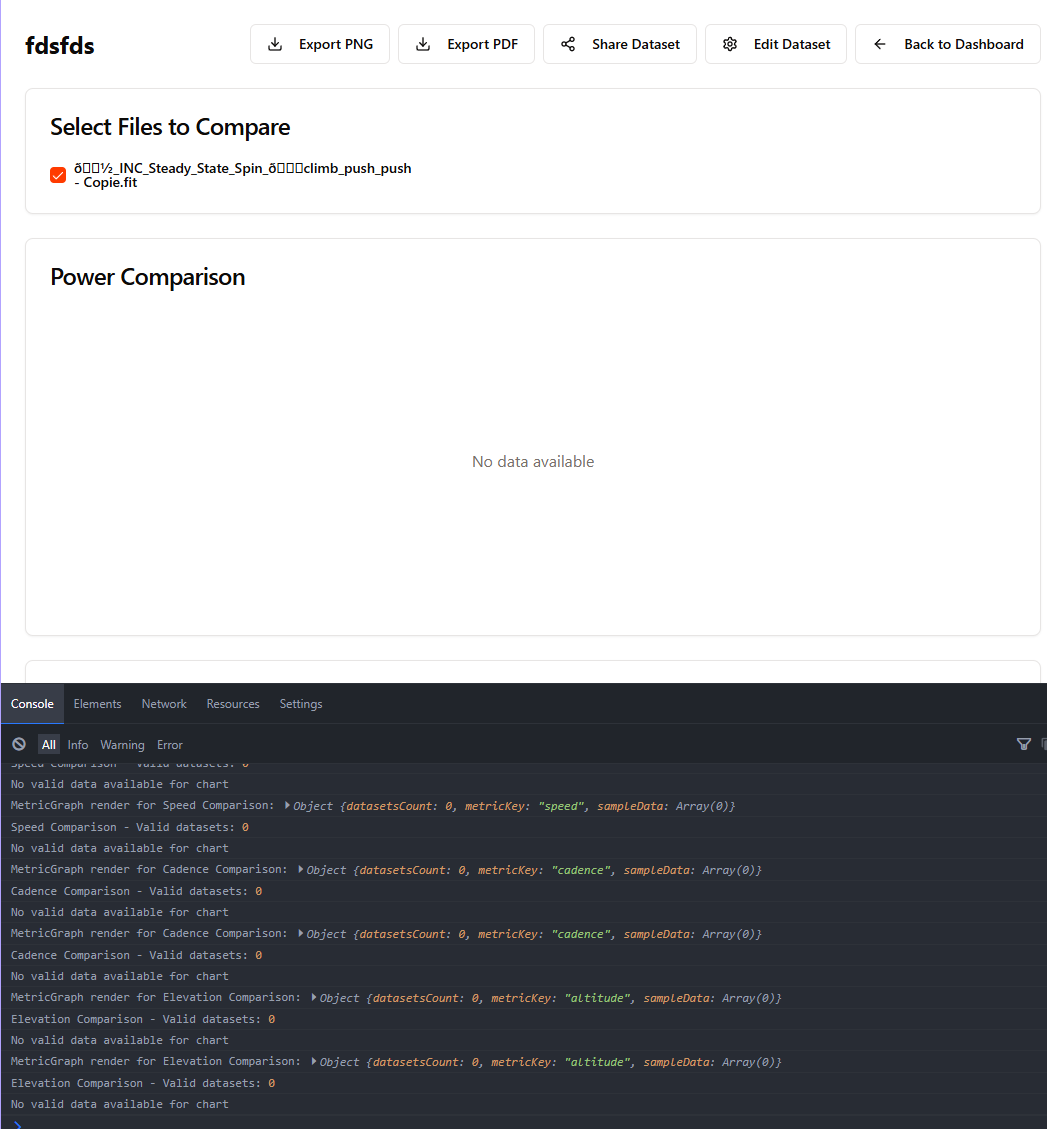 fdsfds
Export PNG
Export PDF
Share Dataset
Edit Dataset
Back to Dashboard
Select Files to Compare
ð½_INC_Steady_State_Spin_ðclimb_push_push
- Copie.fit
Power Comparison
No data available
Console
Elements
Network
Resources
Settings
All
Info
Warning
Error
Speed Comparison - Valid datasets: 0
No valid data available for chart
MetricGraph render for Speed Comparison: Object {datasetsCount: 0, metricKey: "speed", sampleData: Array(0)}
Speed Comparison - Valid datasets: 0
No valid data available for chart
MetricGraph render for Cadence Comparison: Object {datasetsCount: 0, metricKey: "cadence", sampleData: Array(0)}
Cadence Comparison - Valid datasets: 0
No valid data available for chart
MetricGraph render for Cadence Comparison: Object {datasetsCount: 0, metricKey: "cadence", sampleData: Array(0)}
Cadence Comparison - Valid datasets: 0
No valid data available for chart
MetricGraph render for Elevation Comparison: Object {datasetsCount: 0, metricKey: "altitude", sampleData: Array(0)}
Elevation Comparison - Valid datasets: 0
No valid data available for chart
MetricGraph render for Elevation Comparison: Object {datasetsCount: 0, metricKey: "altitude", sampleData: Array(0)}
Elevation Comparison - Valid datasets: 0
No valid data available for chart